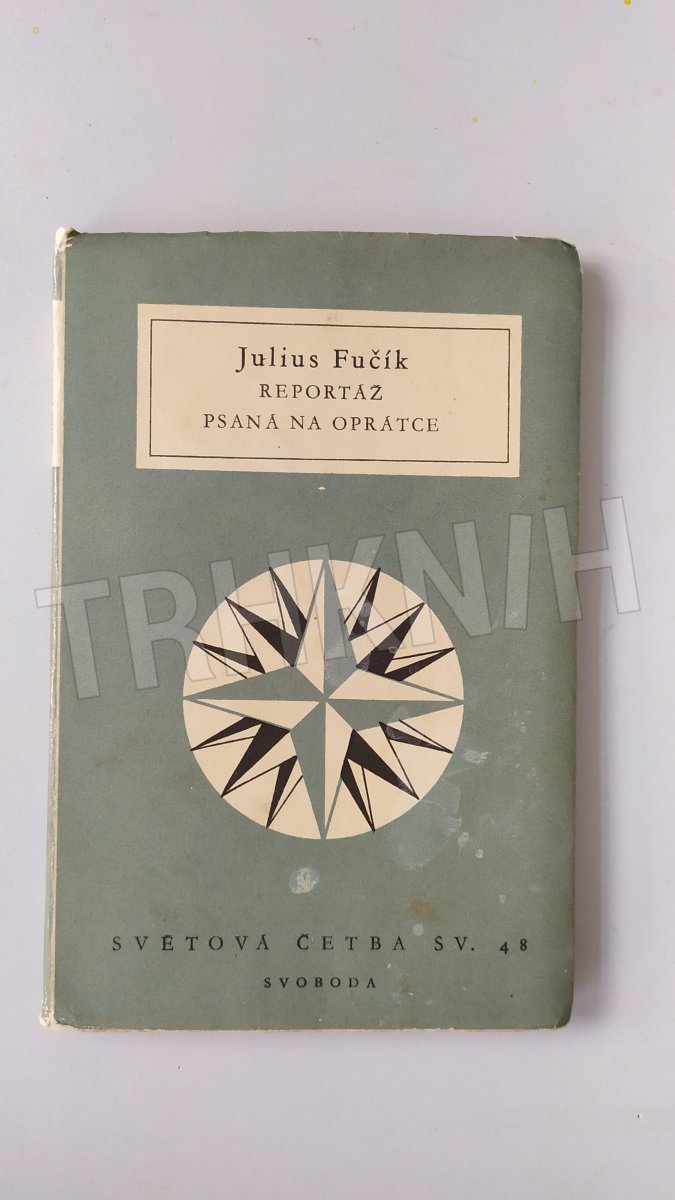 Julius Fučík
REPORTÁŽ
PSANÁ NA OPRÁTCE
TRHKNIH
SVĚTOVÁ ČETBA SV. 48
SVOBODA